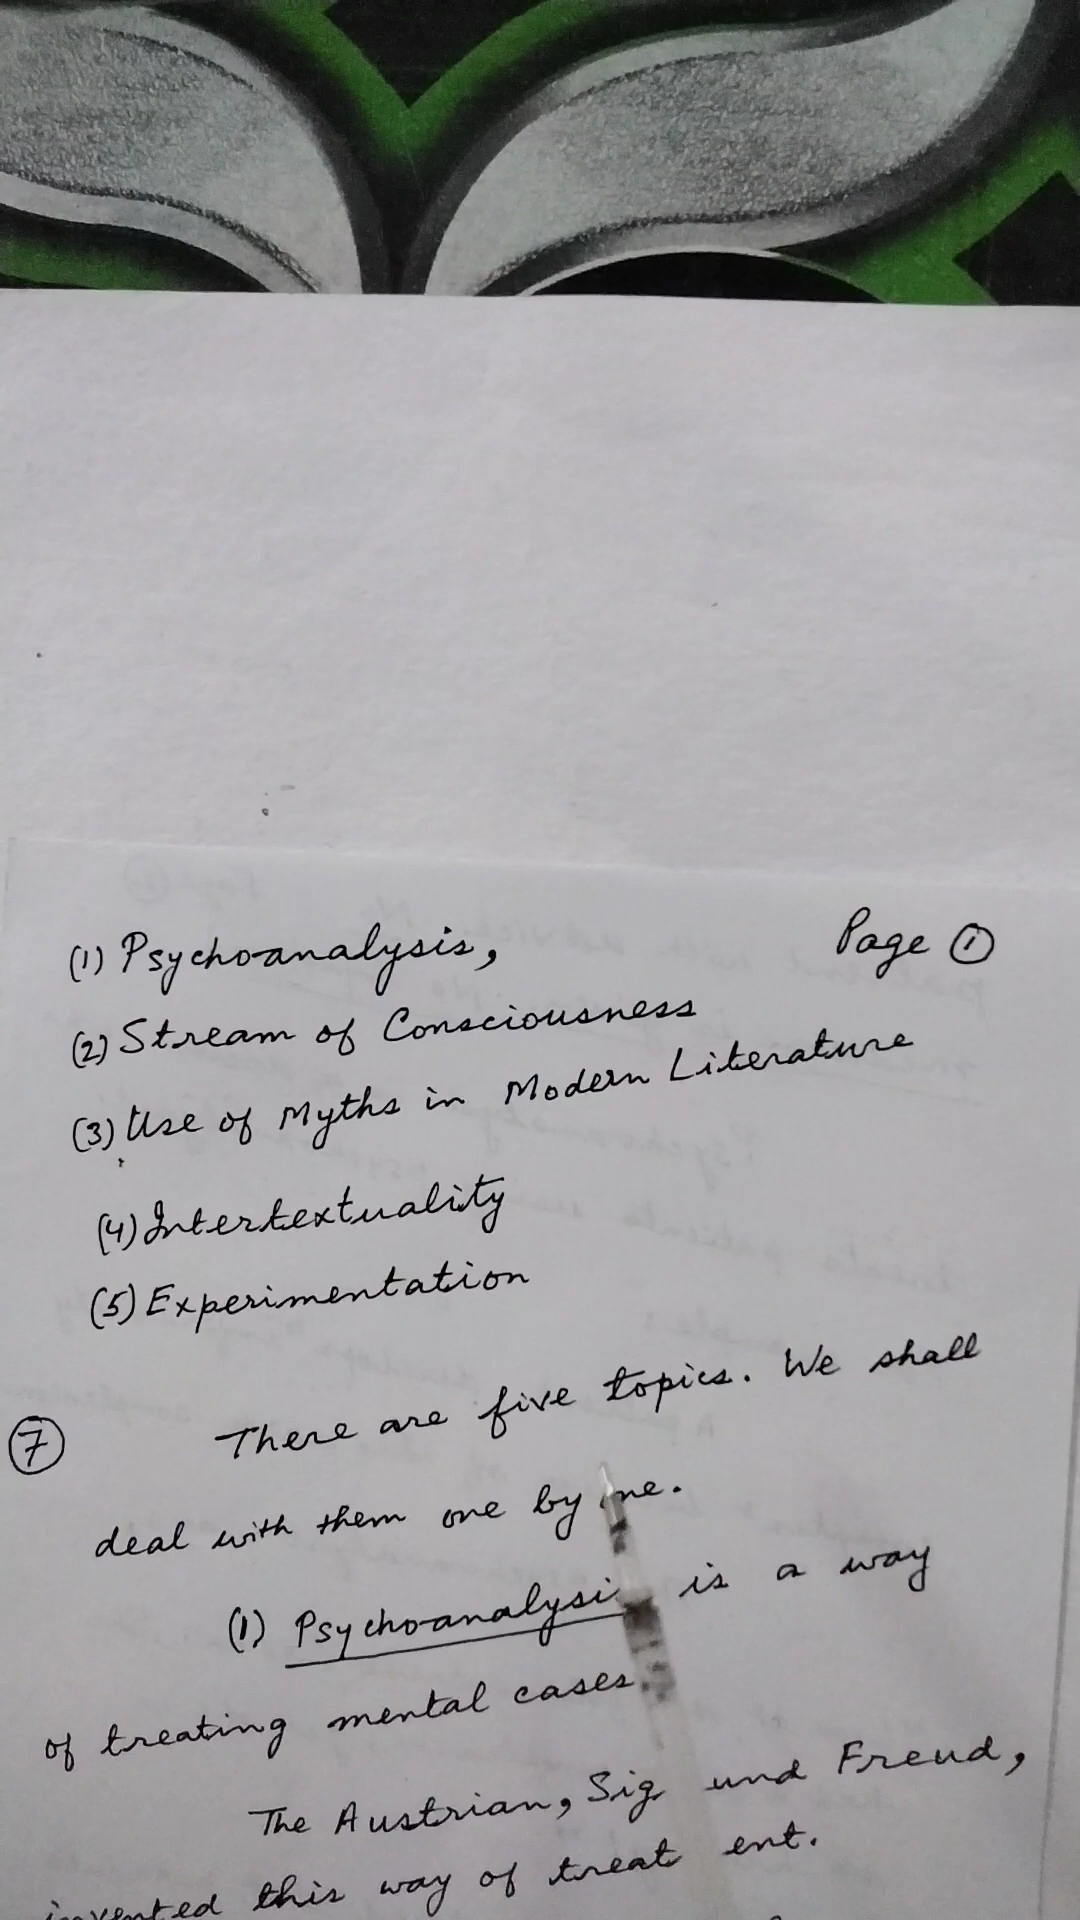 Page 1
(1) Psychoanalysis,
(2) Stream of Consciousness
(3) Use of Myths in Modern Literature
(4) Intertextuality
(5) Experimentation
7 There are five topics. We shall
deal with them one by one.
(1) Psychoanalysis is a way
of treating mental cases.
The Austrian, Sigmund Freud,
invented this way of treatment.